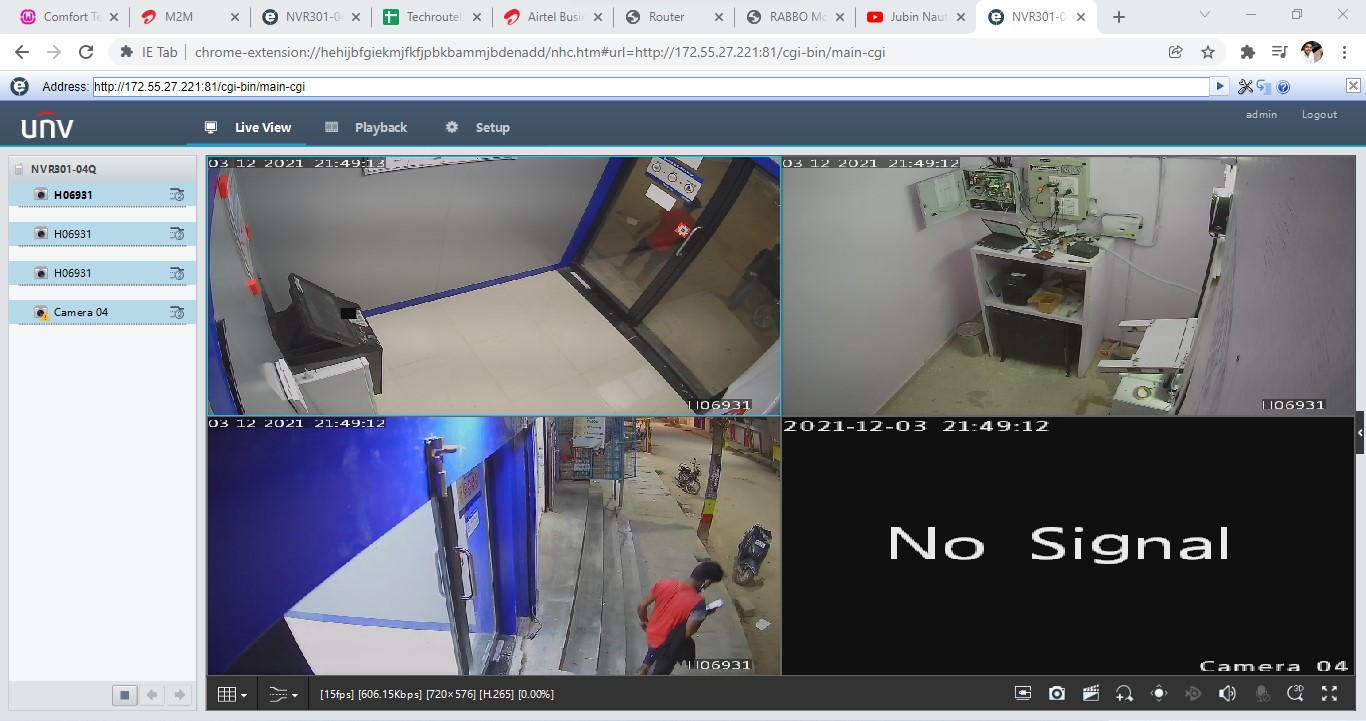 Comfort Te
M2M
NVR301-0
Techroutel
Airtel Busi
Router
RABBO Mo
Jubin Naut
NVR301-0
IE Tab
chrome-extension://hehijbfgiekmjfkfjpbkbammjbdenadd/nhc.htm#url=http://172.55.27.221:81/cgi-bin/main-cgi
Address: http://172.55.27.221:81/cgi-bin/main-cgi
unv
Live View
Playback
Setup
admin
Logout
NVR301-04Q
H06931
H06931
H06931
Camera 04
03 12 2021 21:49:13
03 12 2021 21:49:12
H06931
H06931
03 12 2021 21:49:12
2021-12-03 21:49:12
No Signal
H06931
Camera 04
[15fps] [606.15Kbps] [720×576] [H.265] [0.00%]
3D